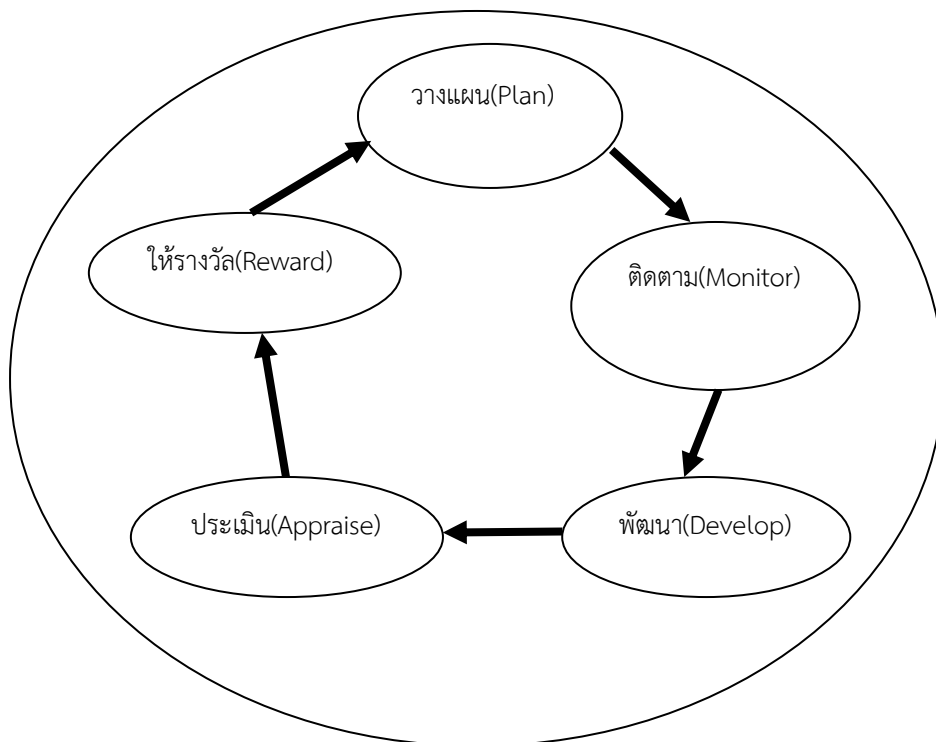 วางแผน(Plan)
ติดตาม(Monitor)
พัฒนา(Develop)
ประเมิน(Appraise)
ให้รางวัล(Reward)